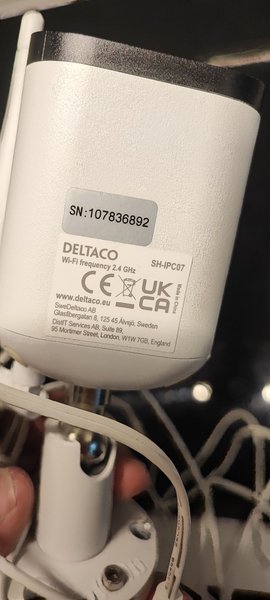 SN:107836892
DELTACO SH-IPC07
Wi-Fi frequency 2.4 GHz
CE UK CA
Made in China
www.deltaco.eu
SweDeltaco AB
Glasfibergatan 8, 125 45 Älvsjö, Sweden
DistIT Services AB, Suite 89,
95 Mortimer Street, London, W1W 7GB, England